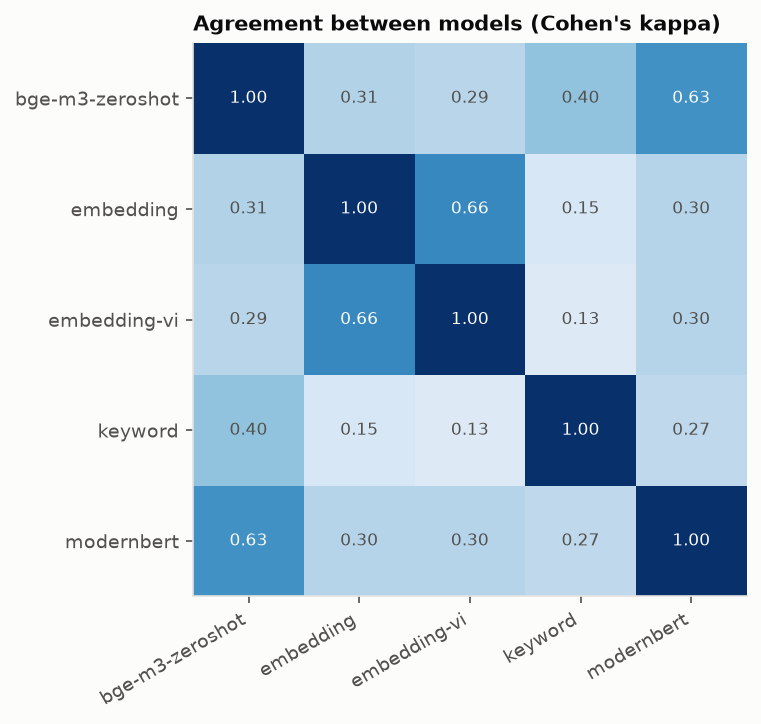 Agreement between models (Cohen's kappa)
bge-m3-zeroshot 1.00 0.31 0.29 0.40 0.63
embedding 0.31 1.00 0.66 0.15 0.30
embedding-vi 0.29 0.66 1.00 0.13 0.30
keyword 0.40 0.15 0.13 1.00 0.27
modernbert 0.63 0.30 0.30 0.27 1.00
bge-m3-zeroshot embedding embedding-vi keyword modernbert